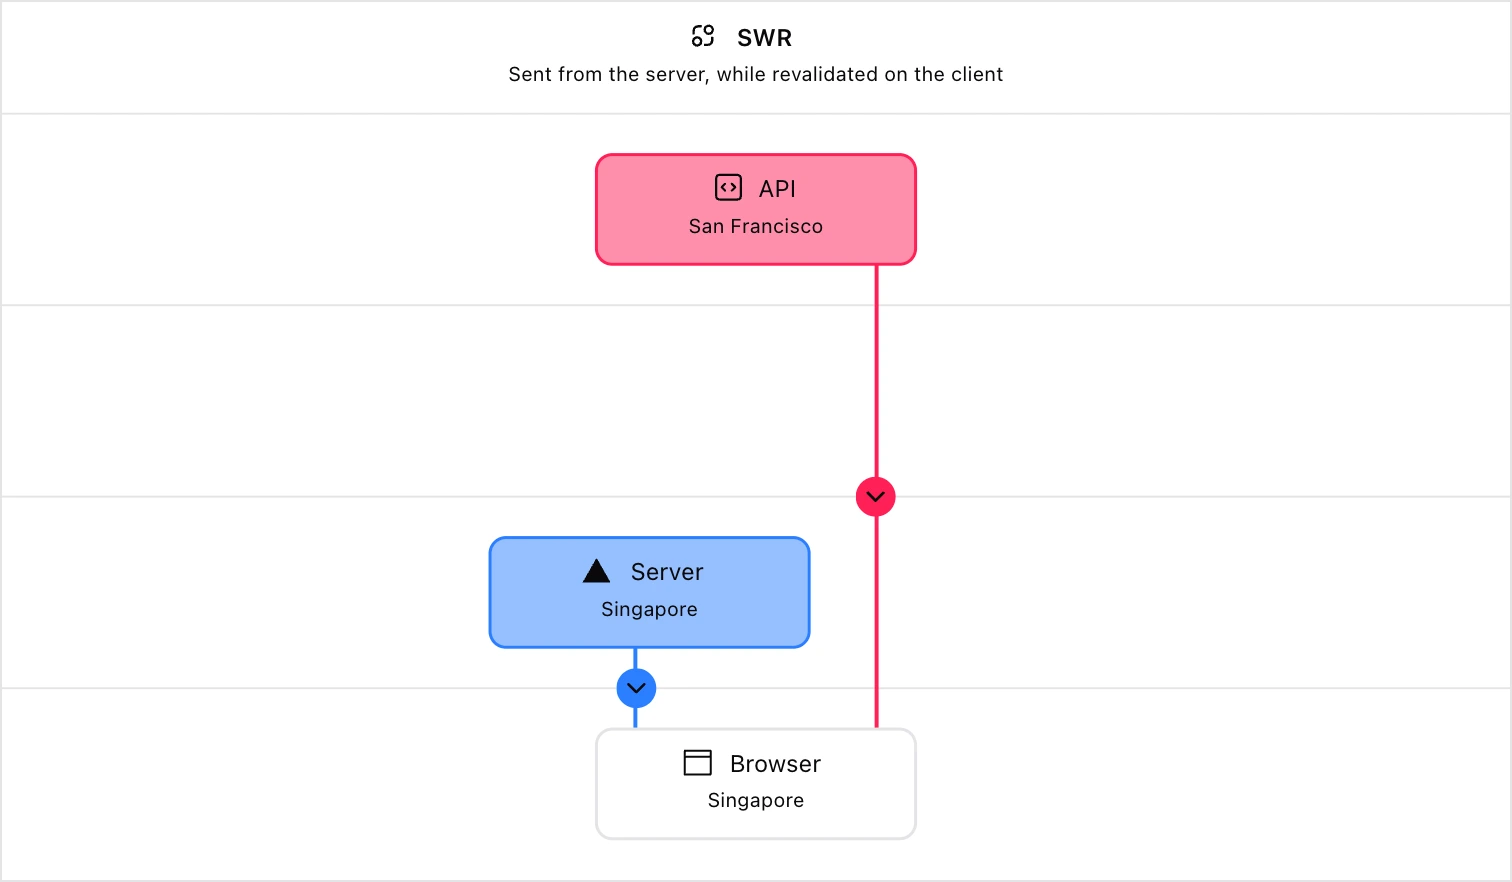 SWR
Sent from the server, while revalidated on the client
API
San Francisco
Server
Singapore
Browser
Singapore